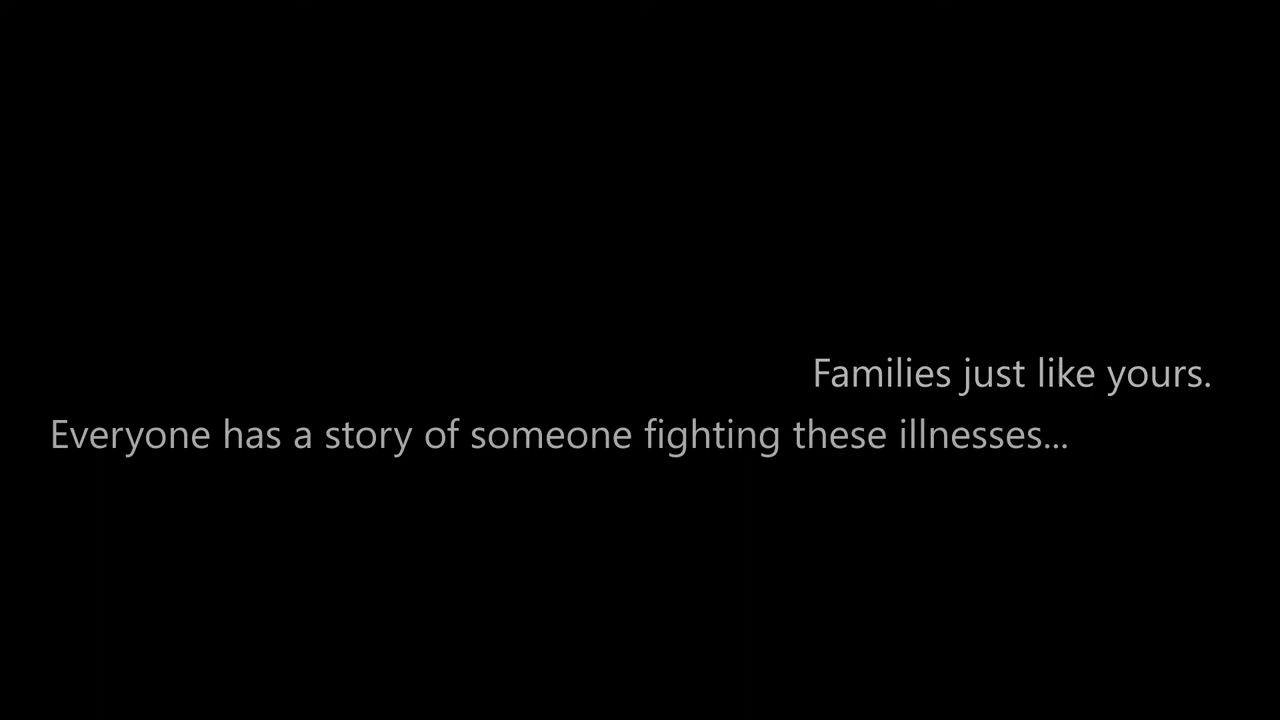 Families just like yours.
Everyone has a story of someone fighting these illnesses...